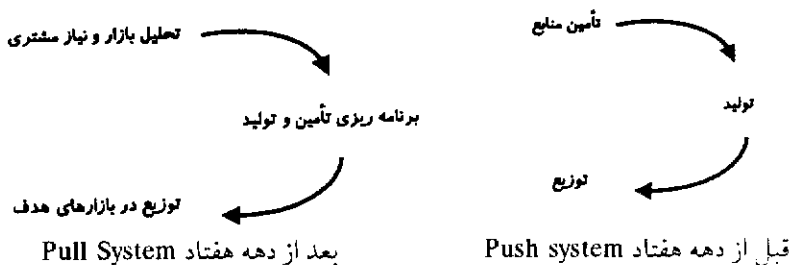 تأمین منابع
تولید
توزیع
قبل از دهه هفتاد Push system
تحلیل بازار و نیاز مشتری
برنامه ریزی تأمین و تولید
توزیع در بازارهای هدف
بعد از دهه هفتاد Pull System